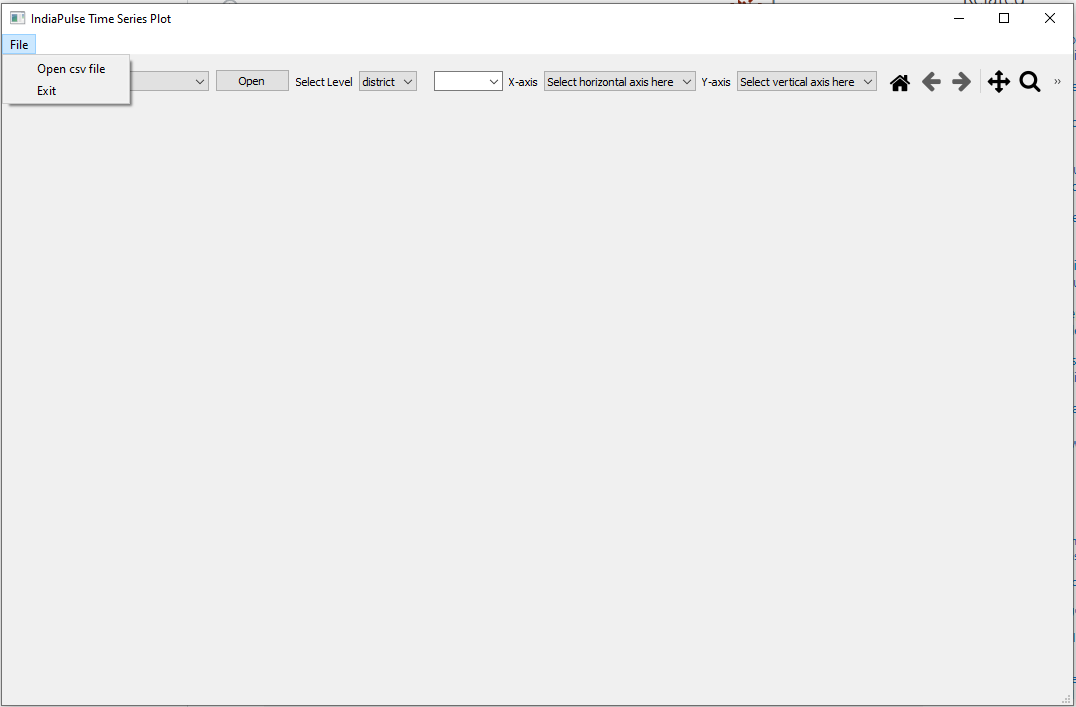 IndiaPulse Time Series Plot
File
Open csv file
Exit
Open Select Level district X-axis Select horizontal axis here Y-axis Select vertical axis here »